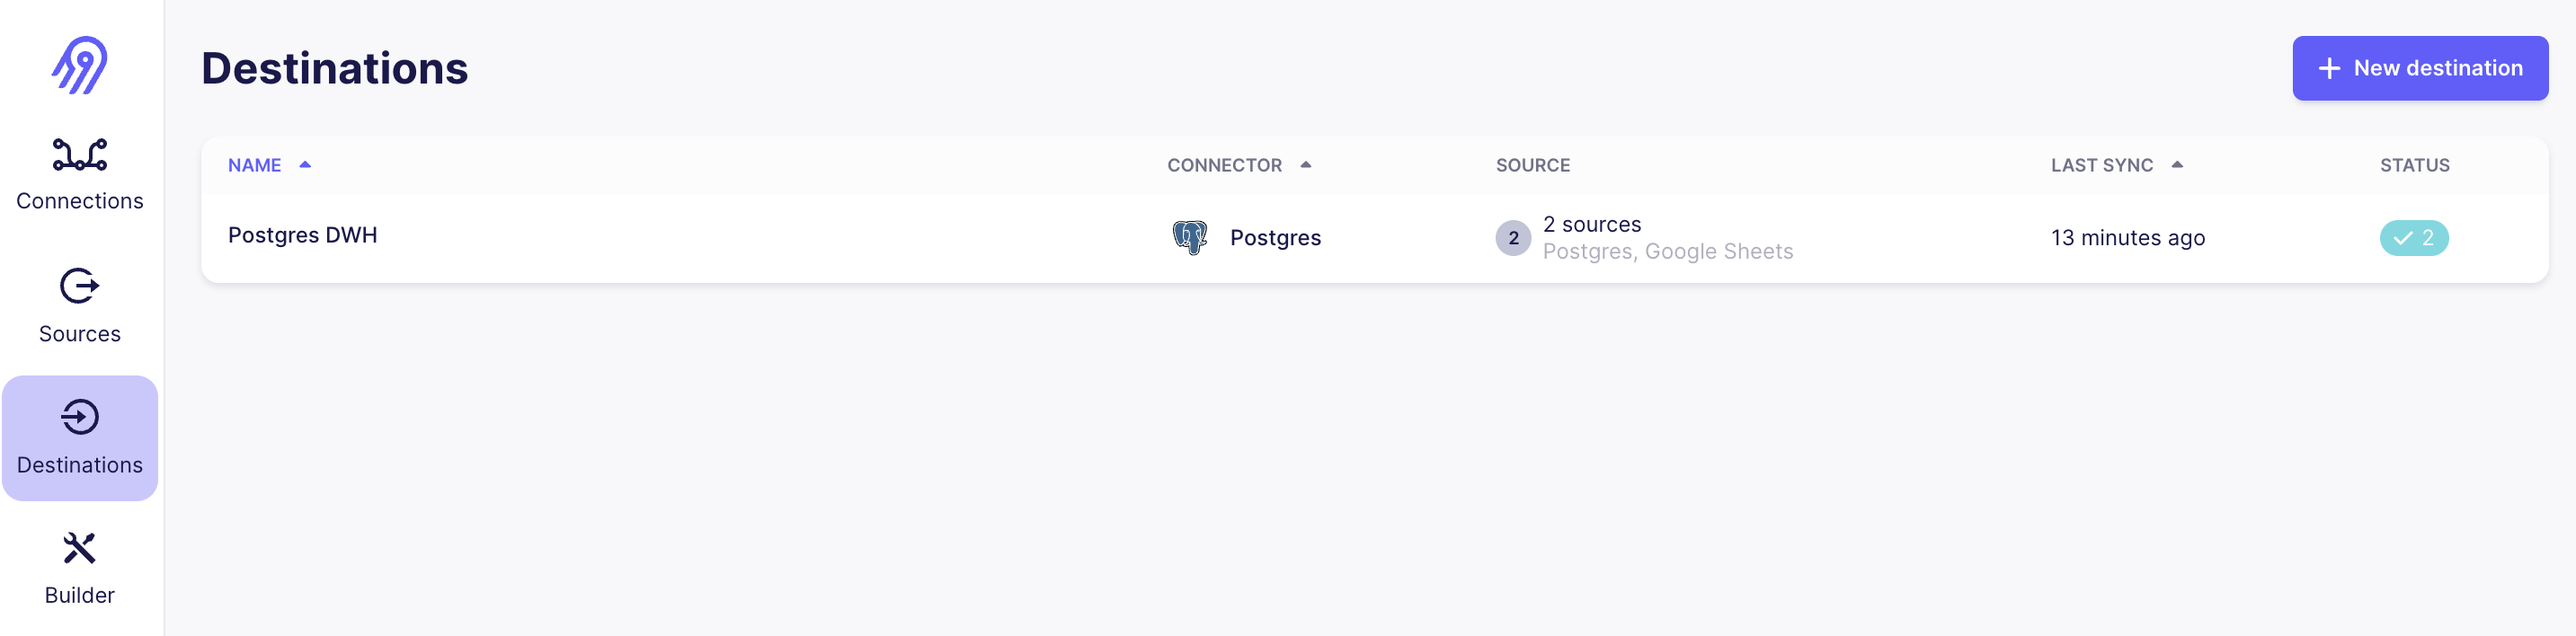 Destinations
+ New destination
Connections
Sources
Destinations
Builder
NAME CONNECTOR SOURCE LAST SYNC STATUS
Postgres DWH Postgres 2 2 sources 13 minutes ago 2
Postgres, Google Sheets